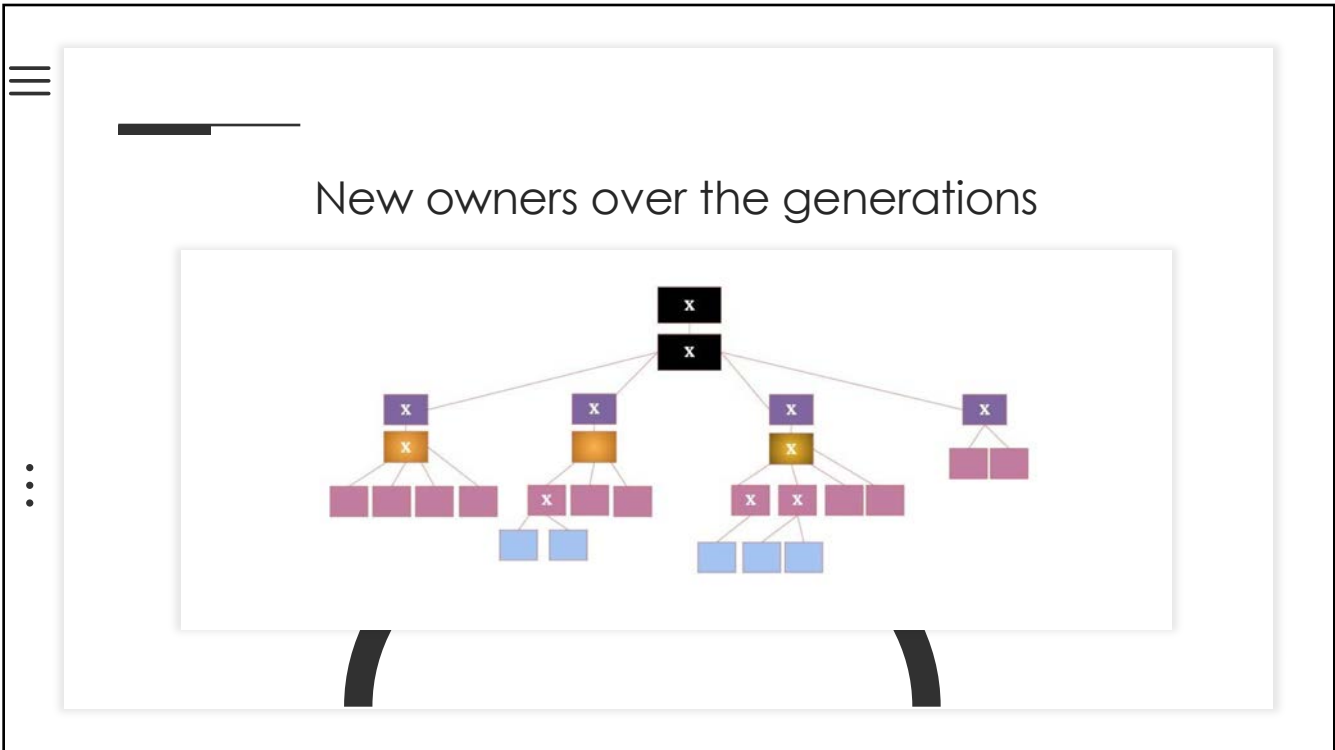 New owners over the generations
x
x
x x x x
x x
x x x